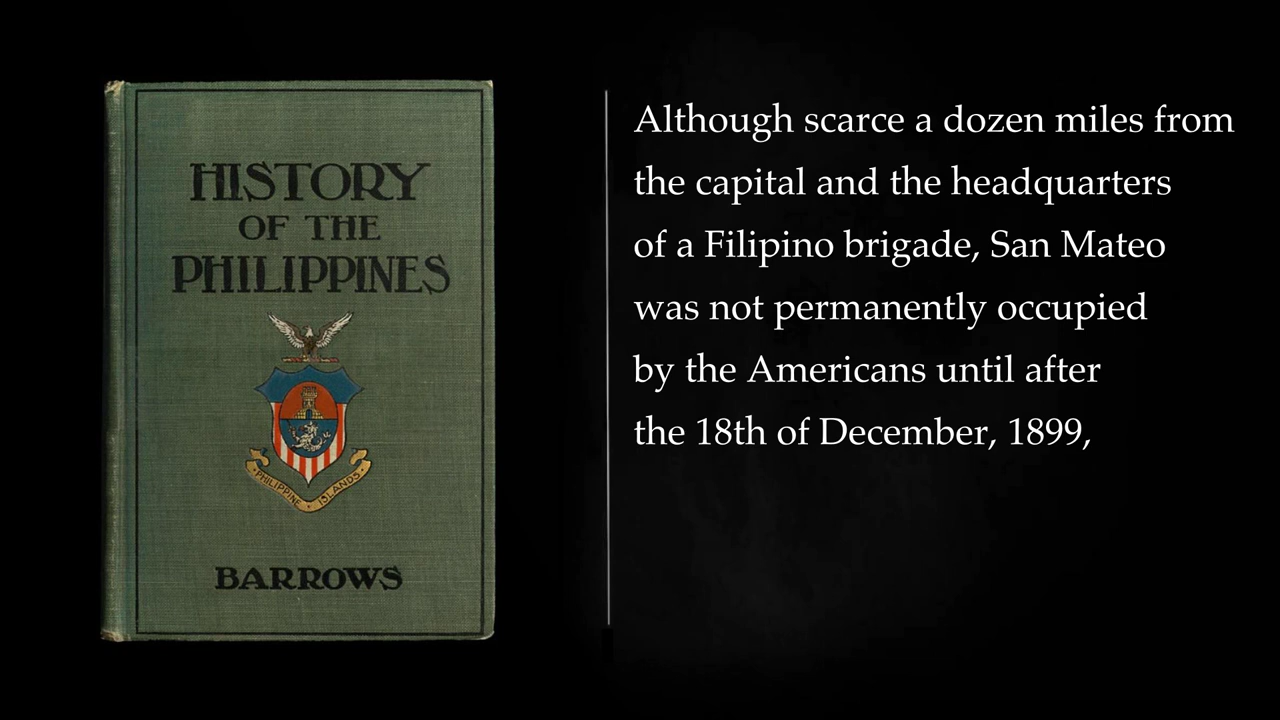 HISTORY
OF THE
PHILIPPINES
PHILIPPINE ISLANDS
BARROWS
Although scarce a dozen miles from
the capital and the headquarters
of a Filipino brigade, San Mateo
was not permanently occupied
by the Americans until after
the 18th of December, 1899,